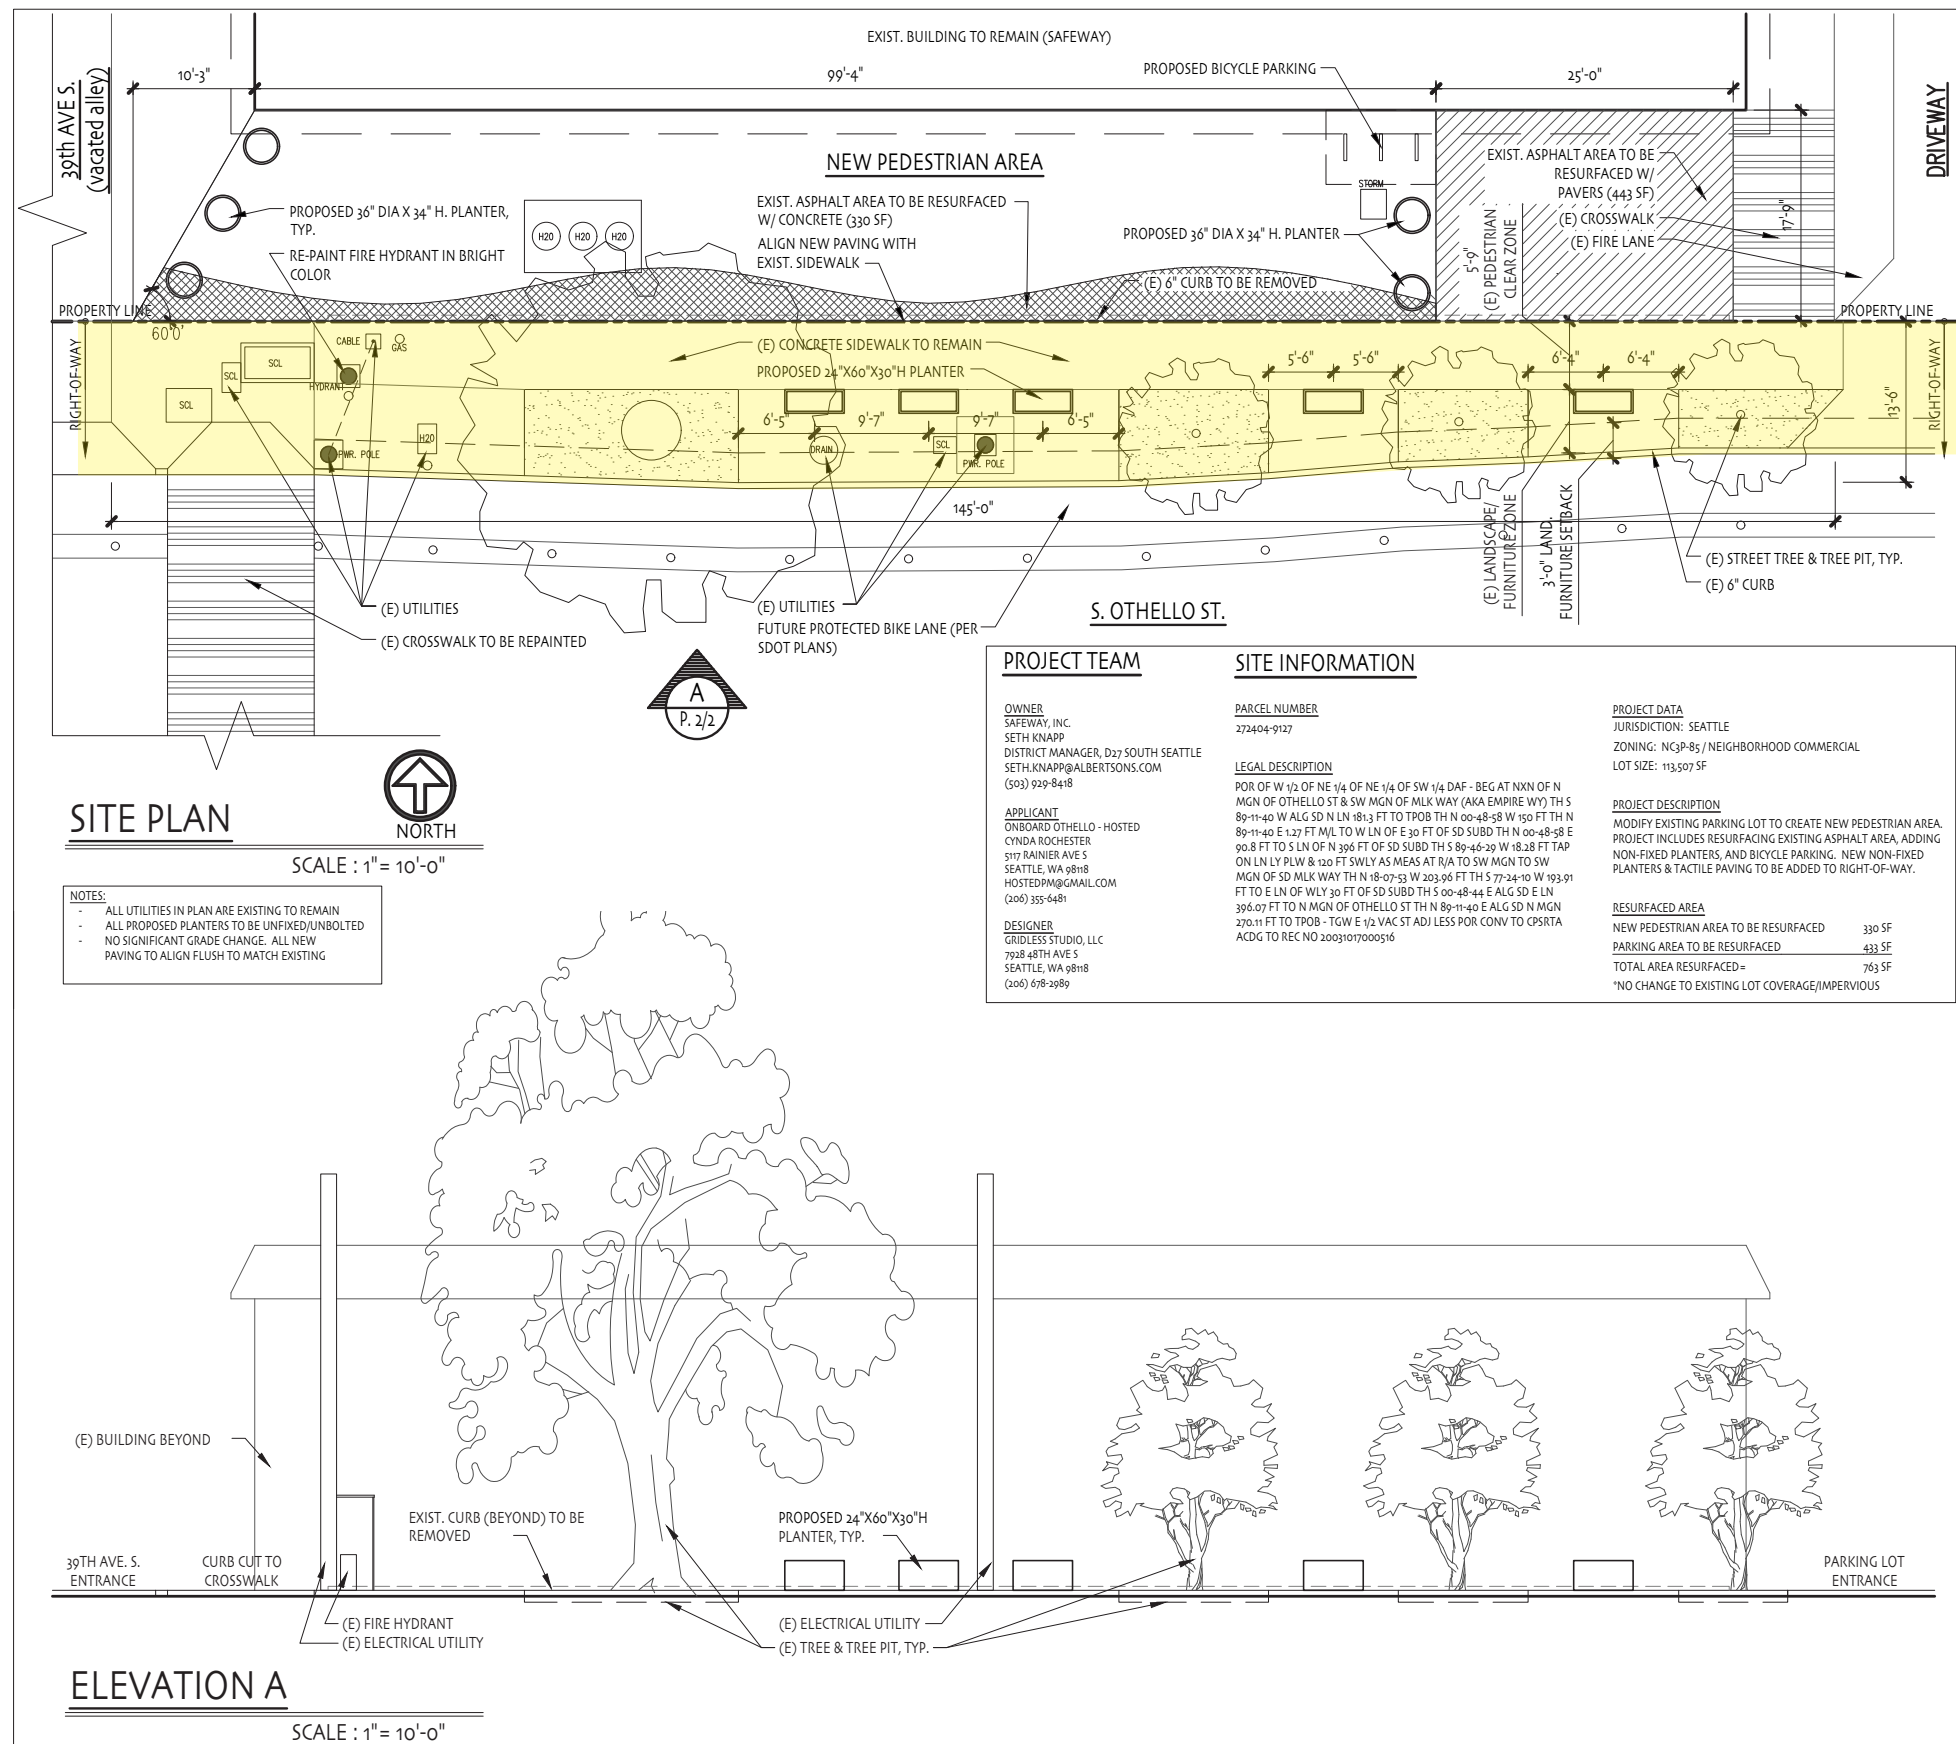 EXIST. BUILDING TO REMAIN (SAFEWAY)
39th AVE S.
(vacated alley)
10'-3"
99'-4"
PROPOSED BICYCLE PARKING
25'-0"
DRIVEWAY
NEW PEDESTRIAN AREA
PROPOSED 36" DIA X 34" H. PLANTER,
TYP.
RE-PAINT FIRE HYDRANT IN BRIGHT
COLOR
H2O
H2O
H2O
EXIST. ASPHALT AREA TO BE RESURFACED
W/ CONCRETE (330 SF)
ALIGN NEW PAVING WITH
EXIST. SIDEWALK
PROPOSED 36" DIA X 34" H. PLANTER
(E) 6" CURB TO BE REMOVED
STORM
EXIST. ASPHALT AREA TO BE
RESURFACED W/
PAVERS (443 SF)
(E) CROSSWALK
(E) FIRE LANE
5'-9"
(E) PEDESTRIAN
CLEAR ZONE
17'-9"
PROPERTY LINE
60'0'
PROPERTY LINE
RIGHT-OF-WAY
SCL
SCL
SCL
HYDRANT
CABLE
GAS
PWR. POLE
H20
(E) CONCRETE SIDEWALK TO REMAIN
PROPOSED 24"X60"X30"H PLANTER
6'-5"
9'-7"
9'-7"
6'-5"
DRAIN
SCL
PWR. POLE
5'-6"
5'-6"
6'-4"
6'-4"
13'-6"
RIGHT-OF-WAY
145'-0"
(E) UTILITIES
(E) CROSSWALK TO BE REPAINTED
(E) UTILITIES
FUTURE PROTECTED BIKE LANE (PER
SDOT PLANS)
S. OTHELLO ST.
(E) LANDSCAPE/
FURNITURE ZONE
3'-0" LAND.
FURNITURE SETBACK
(E) STREET TREE & TREE PIT, TYP.
(E) 6" CURB
A
P. 2/2
SITE PLAN
NORTH
SCALE : 1" = 10'-0"
NOTES:
- ALL UTILITIES IN PLAN ARE EXISTING TO REMAIN
- ALL PROPOSED PLANTERS TO BE UNFIXED/UNBOLTED
- NO SIGNIFICANT GRADE CHANGE. ALL NEW
PAVING TO ALIGN FLUSH TO MATCH EXISTING
PROJECT TEAM
OWNER
SAFEWAY, INC.
SETH KNAPP
DISTRICT MANAGER, D27 SOUTH SEATTLE
SETH.KNAPP@ALBERTSONS.COM
(503) 929-8418
APPLICANT
ONBOARD OTHELLO - HOSTED
CYNDA ROCHESTER
5117 RAINIER AVE S
SEATTLE, WA 98118
HOSTEDPM@GMAIL.COM
(206) 355-6481
DESIGNER
GRIDLESS STUDIO, LLC
7928 48TH AVE S
SEATTLE, WA 98118
(206) 678-2989
SITE INFORMATION
PARCEL NUMBER
272404-9127
LEGAL DESCRIPTION
POR OF W 1/2 OF NE 1/4 OF NE 1/4 OF SW 1/4 DAF - BEG AT NXN OF N
MGN OF OTHELLO ST & SW MGN OF MLK WAY (AKA EMPIRE WY) TH S
89-11-40 W ALG SD N LN 181.3 FT TO TPOB TH N 00-48-58 W 150 FT TH N
89-11-40 E 1.27 FT M/L TO W LN OF E 30 FT OF SD SUBD TH N 00-48-58 E
90.8 FT TO S LN OF N 396 FT OF SD SUBD TH S 89-46-29 W 18.28 FT TAP
ON LN LY PLW & 120 FT SWLY AS MEAS AT R/A TO SW MGN TO SW
MGN OF SD MLK WAY TH N 18-07-53 W 203.96 FT TH S 77-24-10 W 193.91
FT TO E LN OF WLY 30 FT OF SD SUBD TH S 00-48-44 E ALG SD E LN
396.07 FT TO N MGN OF OTHELLO ST TH N 89-11-40 E ALG SD N MGN
270.11 FT TO TPOB - TGW E 1/2 VAC ST ADJ LESS POR CONV TO CPSRTA
ACDG TO REC NO 20031017000516
PROJECT DATA
JURISDICTION: SEATTLE
ZONING: NC3P-85 / NEIGHBORHOOD COMMERCIAL
LOT SIZE: 113,507 SF
PROJECT DESCRIPTION
MODIFY EXISTING PARKING LOT TO CREATE NEW PEDESTRIAN AREA.
PROJECT INCLUDES RESURFACING EXISTING ASPHALT AREA, ADDING
NON-FIXED PLANTERS, AND BICYCLE PARKING. NEW NON-FIXED
PLANTERS & TACTILE PAVING TO BE ADDED TO RIGHT-OF-WAY.
RESURFACED AREA
NEW PEDESTRIAN AREA TO BE RESURFACED 330 SF
PARKING AREA TO BE RESURFACED 433 SF
TOTAL AREA RESURFACED= 763 SF
*NO CHANGE TO EXISTING LOT COVERAGE/IMPERVIOUS
(E) BUILDING BEYOND
EXIST. CURB (BEYOND) TO BE
REMOVED
PROPOSED 24"X60"X30"H
PLANTER, TYP.
39TH AVE. S.
ENTRANCE
CURB CUT TO
CROSSWALK
PARKING LOT
ENTRANCE
(E) FIRE HYDRANT
(E) ELECTRICAL UTILITY
(E) ELECTRICAL UTILITY
(E) TREE & TREE PIT, TYP.
ELEVATION A
SCALE : 1" = 10'-0"